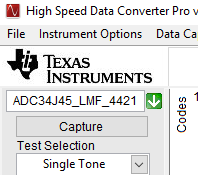 High Speed Data Converter Pro v
File Instrument Options Data Ca
TEXAS
INSTRUMENTS
ADC34J45_LMF_4421
Codes
1
Capture
Test Selection
Single Tone